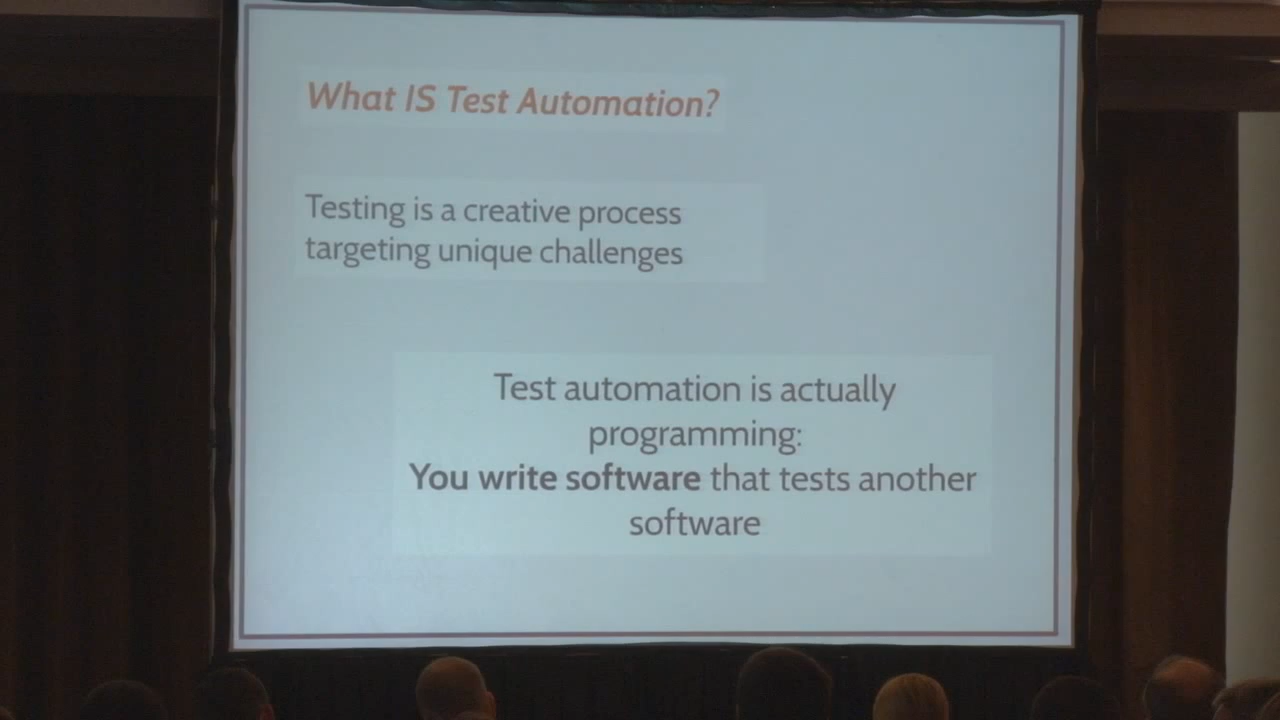 What IS Test Automation?
Testing is a creative process
targeting unique challenges
Test automation is actually
programming:
You write software that tests another
software